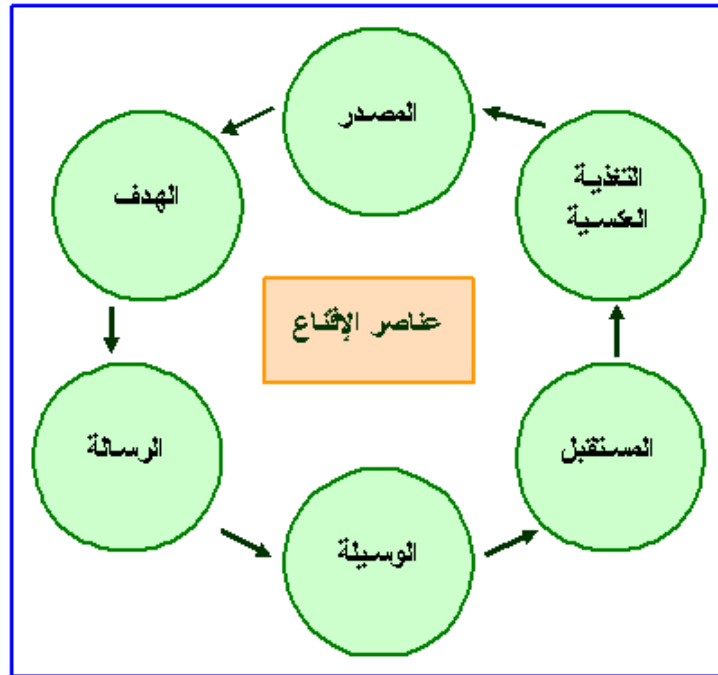 المصدر
الهدف
التغذية
العكسية
عناصر الإقناع
الرسالة
المستقبل
الوسيلة